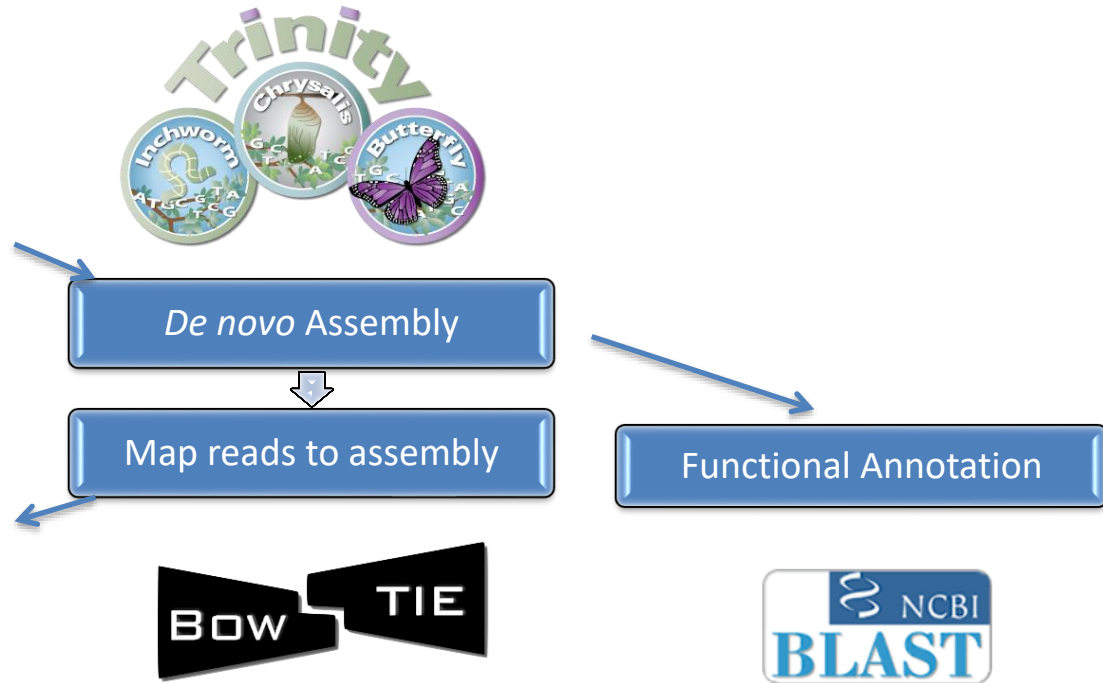 Trinity
Chrysalis
Inchworm
Butterfly
De novo Assembly
Map reads to assembly
Functional Annotation
BOW TIE
NCBI
BLAST